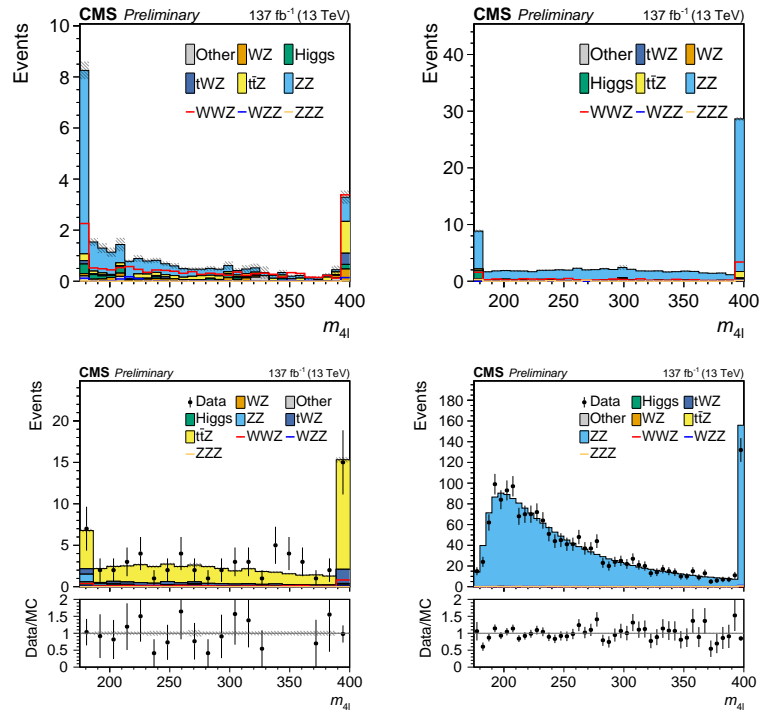 CMS Preliminary 137 fb⁻¹ (13 TeV)
Events
10
8
6
4
2
0
Other WZ Higgs
tWZ tt̄Z ZZ
WWZ WZZ ZZZ
200 250 300 350 400
m4l
CMS Preliminary 137 fb⁻¹ (13 TeV)
Events
40
30
20
10
0
Other tWZ WZ
Higgs tt̄Z ZZ
WWZ WZZ ZZZ
200 250 300 350 400
m4l
CMS Preliminary 137 fb⁻¹ (13 TeV)
Events
20
15
10
5
0
Data WZ Other
Higgs ZZ tWZ
tt̄Z WWZ WZZ
ZZZ
Data/MC
2
1.5
1
0.5
0
200 250 300 350 400
m4l
CMS Preliminary 137 fb⁻¹ (13 TeV)
Events
180
160
140
120
100
80
60
40
20
0
Data Higgs tWZ
Other WZ tt̄Z
ZZ WWZ WZZ
ZZZ
Data/MC
2
1.5
1
0.5
0
200 250 300 350 400
m4l